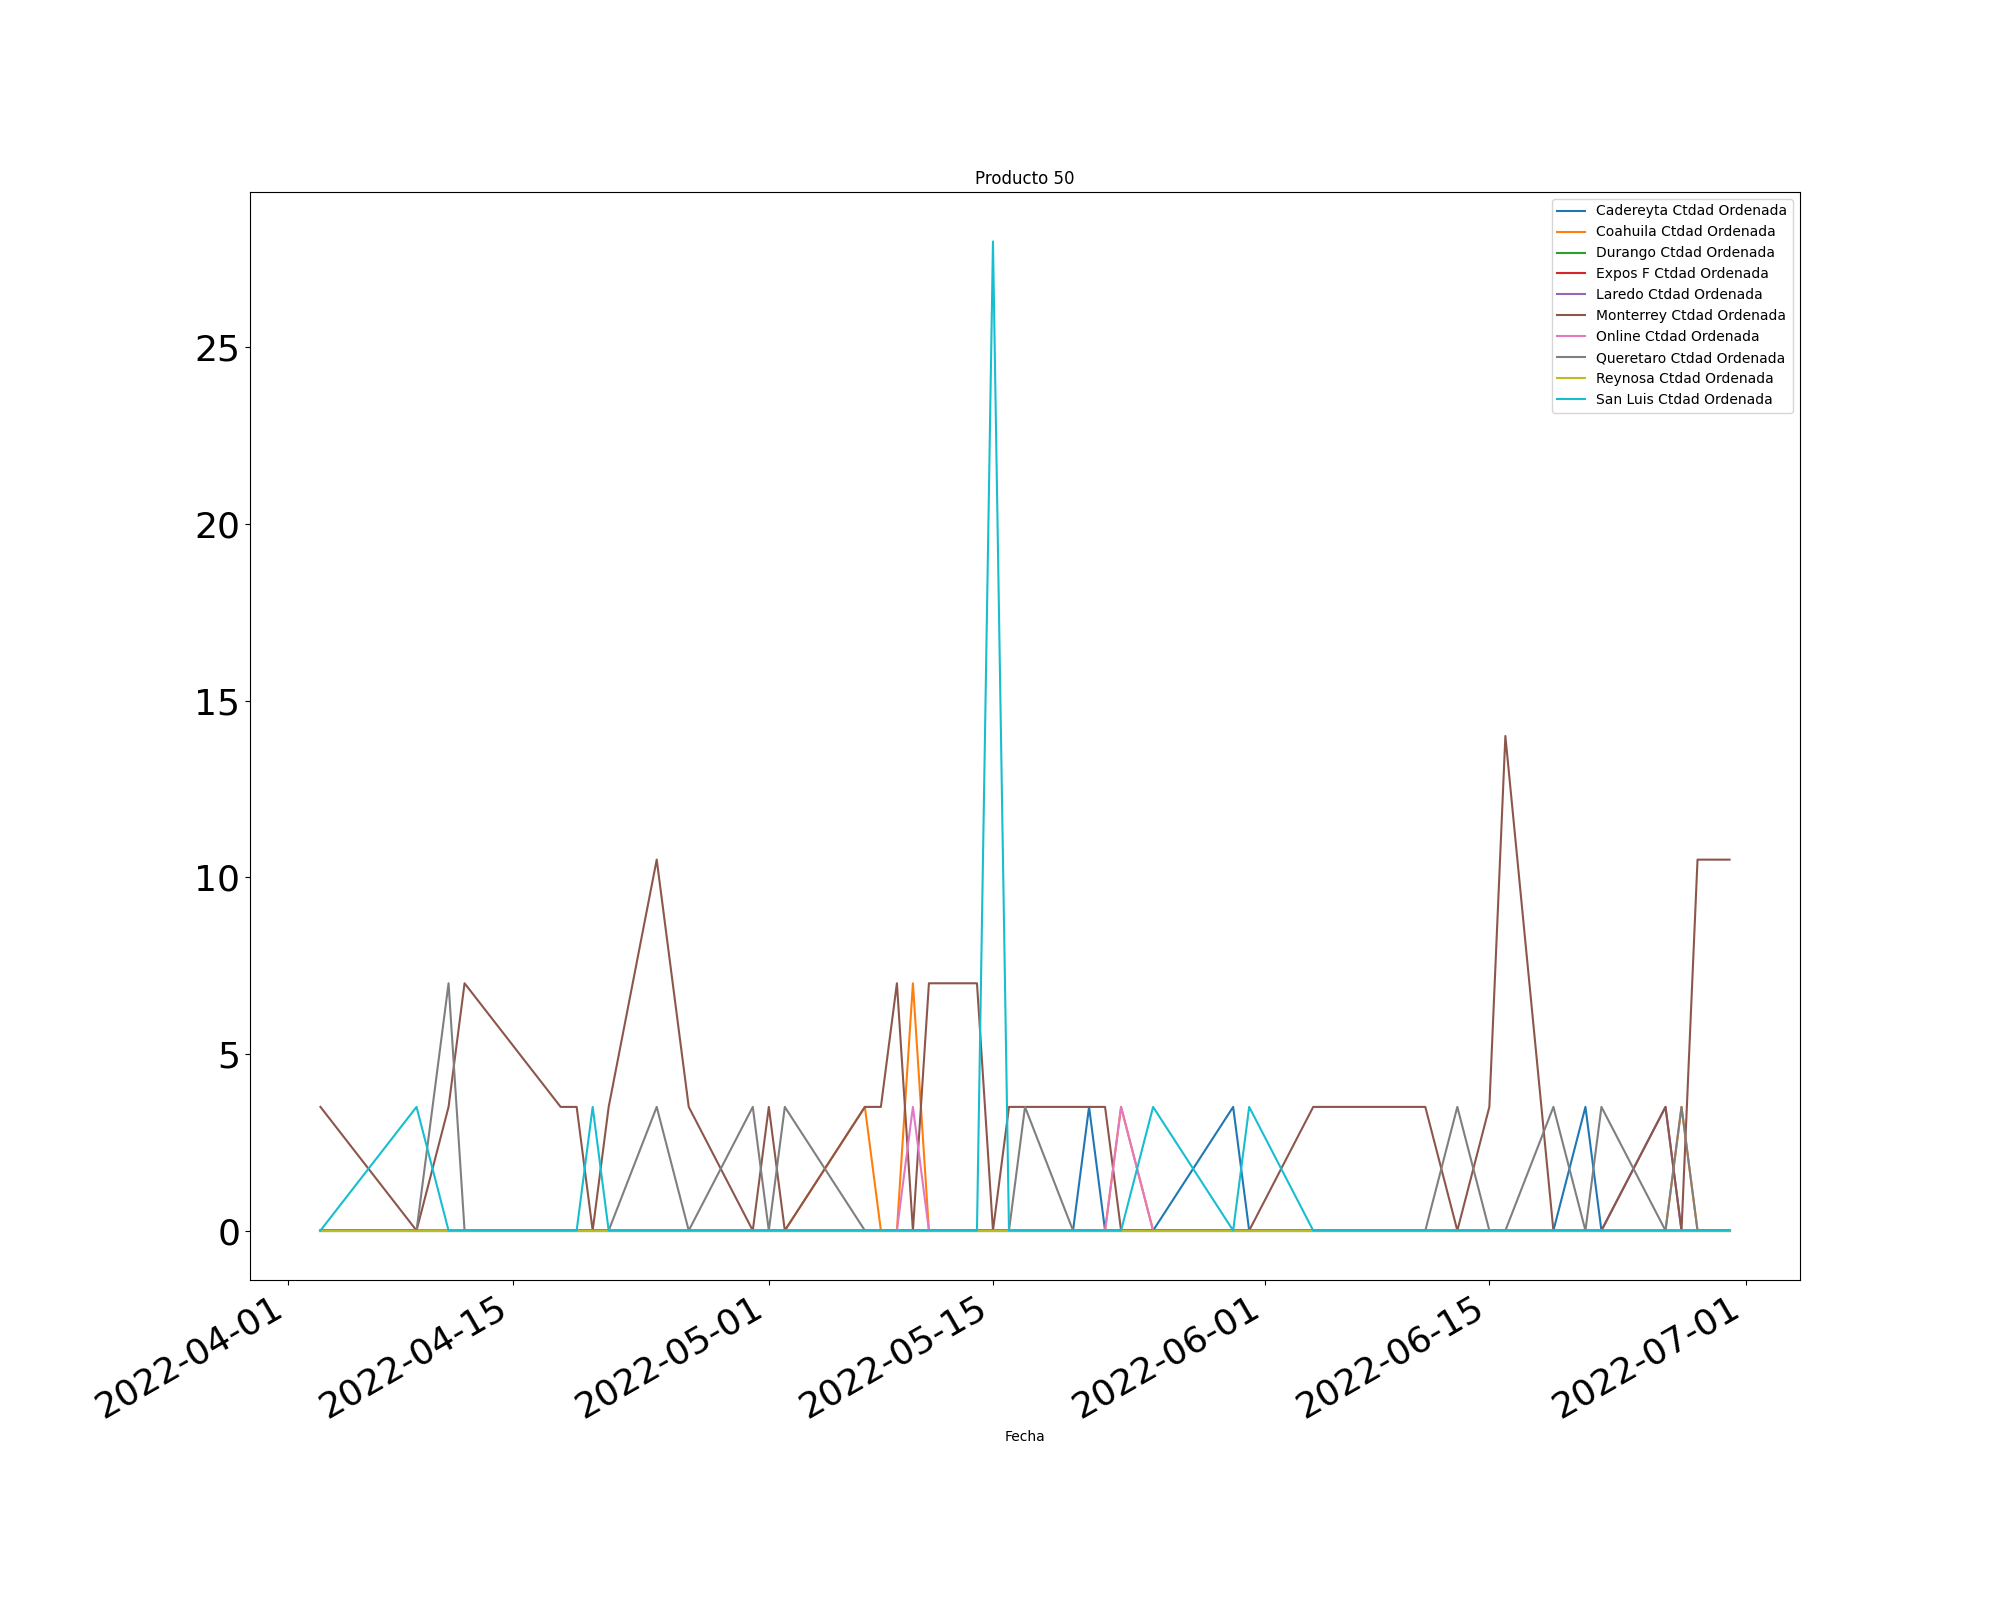 Producto 50
Cadereyta Ctdad Ordenada
Coahuila Ctdad Ordenada
Durango Ctdad Ordenada
Expos F Ctdad Ordenada
Laredo Ctdad Ordenada
Monterrey Ctdad Ordenada
Online Ctdad Ordenada
Queretaro Ctdad Ordenada
Reynosa Ctdad Ordenada
San Luis Ctdad Ordenada
25
20
15
10
5
0
2022-04-01
2022-04-15
2022-05-01
2022-05-15
2022-06-01
2022-06-15
2022-07-01
Fecha